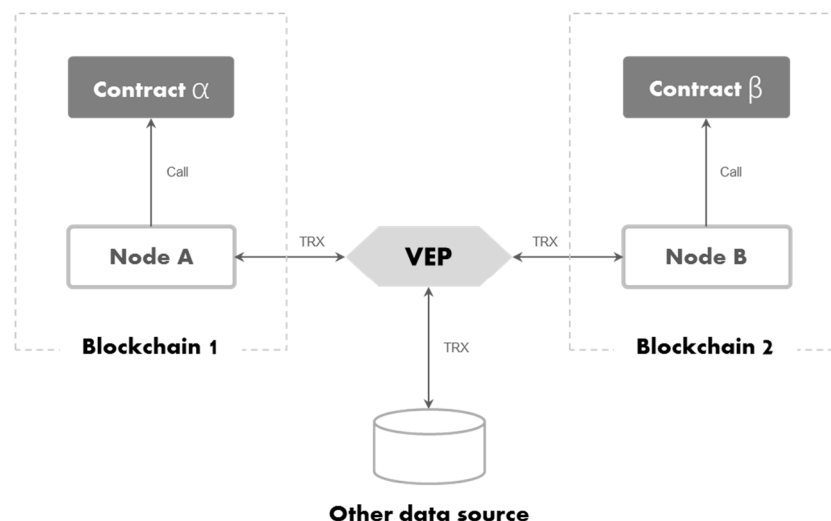 Contract α
Contract β
Call
Call
Node A
TRX
VEP
TRX
Node B
Blockchain 1
TRX
Blockchain 2
Other data source